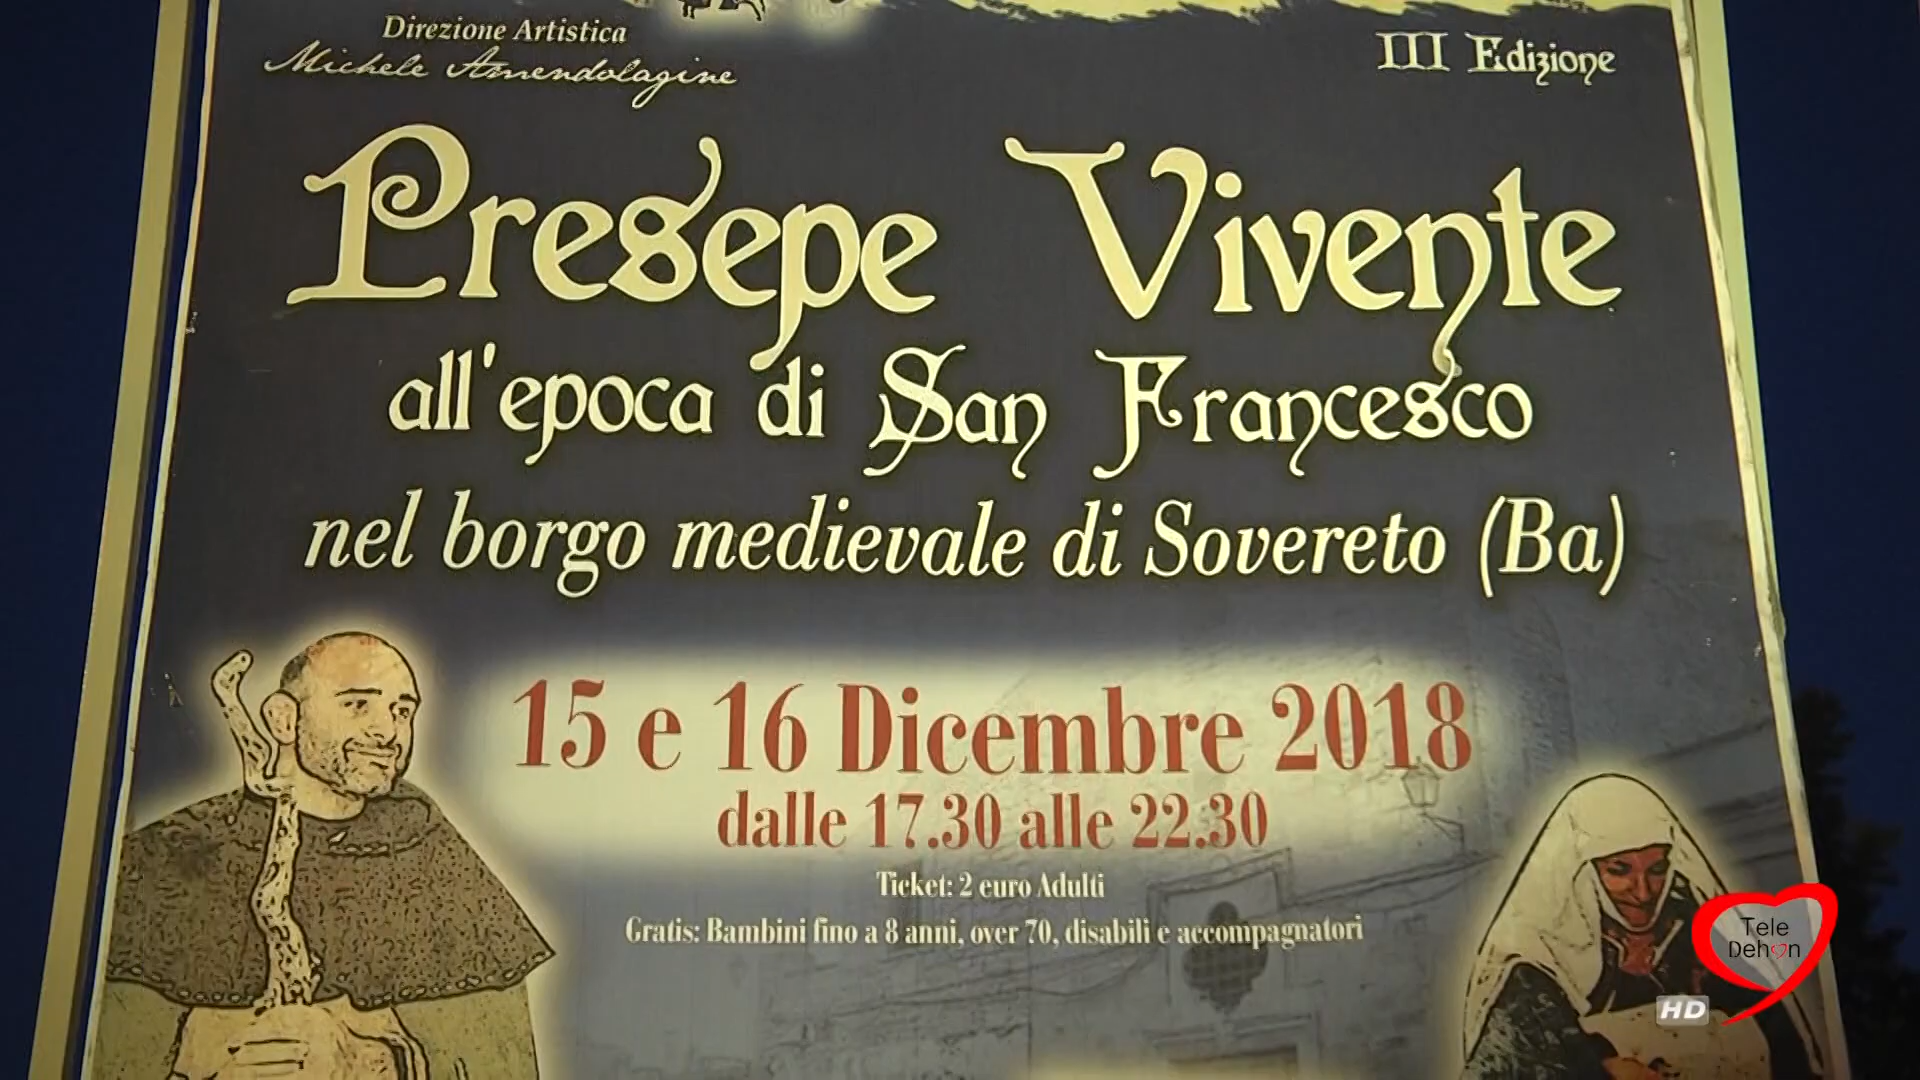 Direzione Artistica
Michele Amendolagine
III Edizione
Presepe Vivente
all'epoca di San Francesco
nel borgo medievale di Sovereto (Ba)
15 e 16 Dicembre 2018
dalle 17.30 alle 22.30
Ticket: 2 euro Adulti
Gratis: Bambini fino a 8 anni, over 70, disabili e accompagnatori
Tele
Dehon
HD